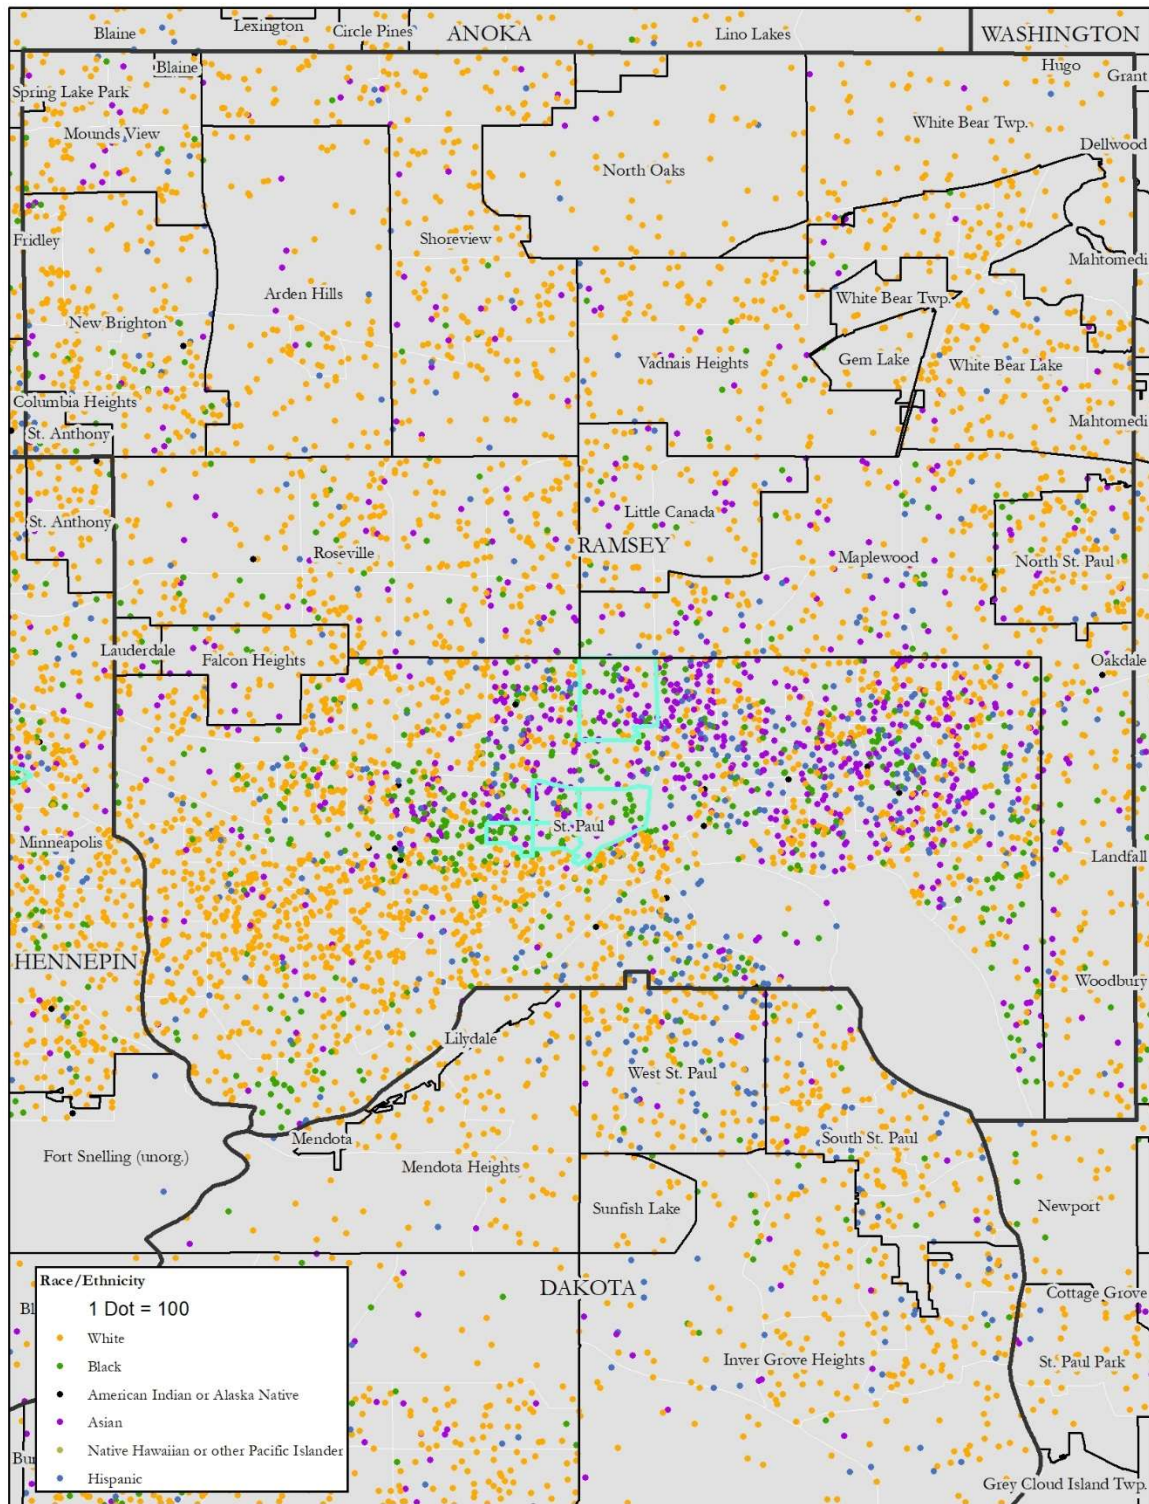 Blaine
Lexington
Circle Pines
ANOKA
Lino Lakes
WASHINGTON
Blaine
Hugo
Grant
Spring Lake Park
Mounds View
White Bear Twp.
Dellwood
North Oaks
Fridley
Shoreview
Mahtomedi
Arden Hills
White Bear Twp.
New Brighton
Vadnais Heights
Gem Lake
White Bear Lake
Columbia Heights
Mahtomedi
St. Anthony
St. Anthony
Little Canada
Roseville
RAMSEY
Maplewood
North St. Paul
Lauderdale
Falcon Heights
Oakdale
St. Paul
Minneapolis
Landfall
HENNEPIN
Woodbury
Lilydale
West St. Paul
Mendota
South St. Paul
Fort Snelling (unorg.)
Mendota Heights
Sunfish Lake
Newport
DAKOTA
Cottage Grove
Inver Grove Heights
St. Paul Park
Grey Cloud Island Twp.
Race/Ethnicity
1 Dot = 100
White
Black
American Indian or Alaska Native
Asian
Native Hawaiian or other Pacific Islander
Hispanic